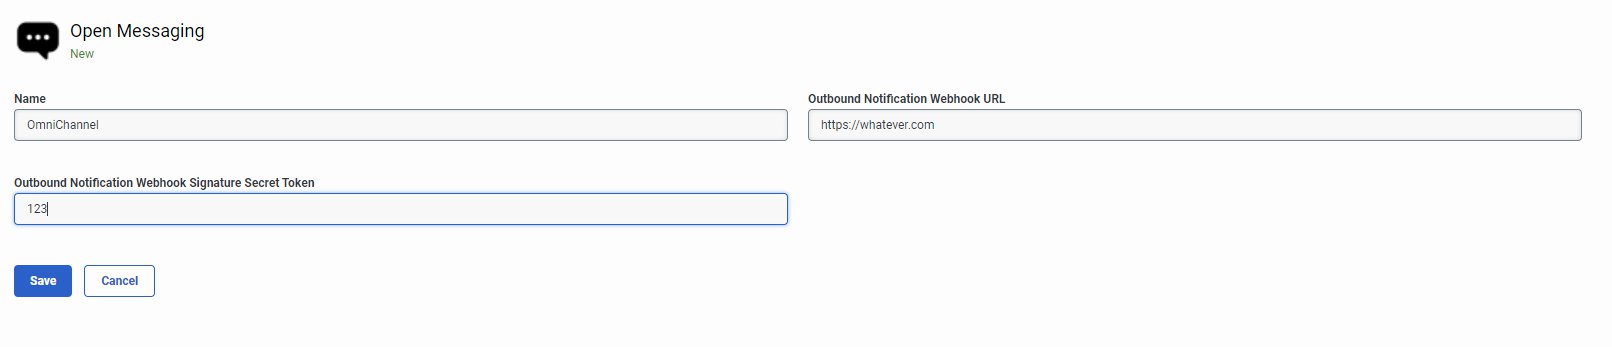 Open Messaging
New
Name
Outbound Notification Webhook URL
OmniChannel
https://whatever.com
Outbound Notification Webhook Signature Secret Token
123
Save
Cancel